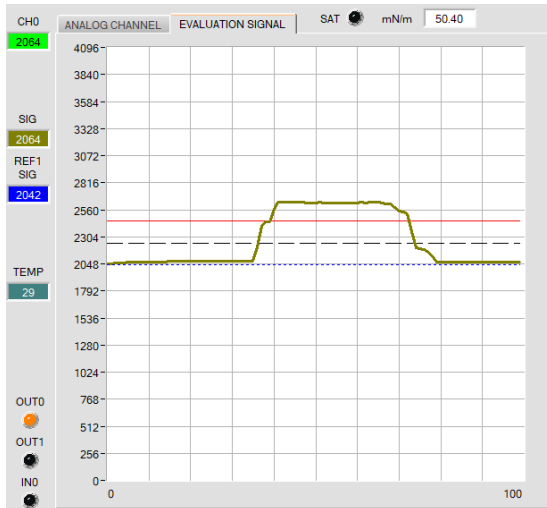 CH0
2064
SIG
2064
REF1
SIG
2042
TEMP
29
OUT0
OUT1
IN0
ANALOG CHANNEL
EVALUATION SIGNAL
SAT
mN/m
50.40
4096
3840
3584
3328
3072
2816
2560
2304
2048
1792
1536
1280
1024
768
512
256
0
0
100